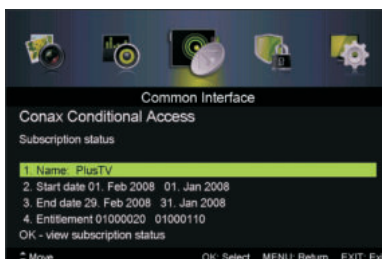 Common Interface
Conax Conditional Access
Subscription status
1. Name: PlusTV
2. Start date 01. Feb 2008 01. Jan 2008
3. End date 29. Feb 2008 31. Jan 2008
4. Entitlement 01000020 01000110
OK - view subscription status
Move OK: Select MENU: Return EXIT: Ex